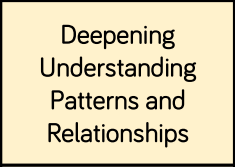 Deepening
Understanding
Patterns and
Relationships